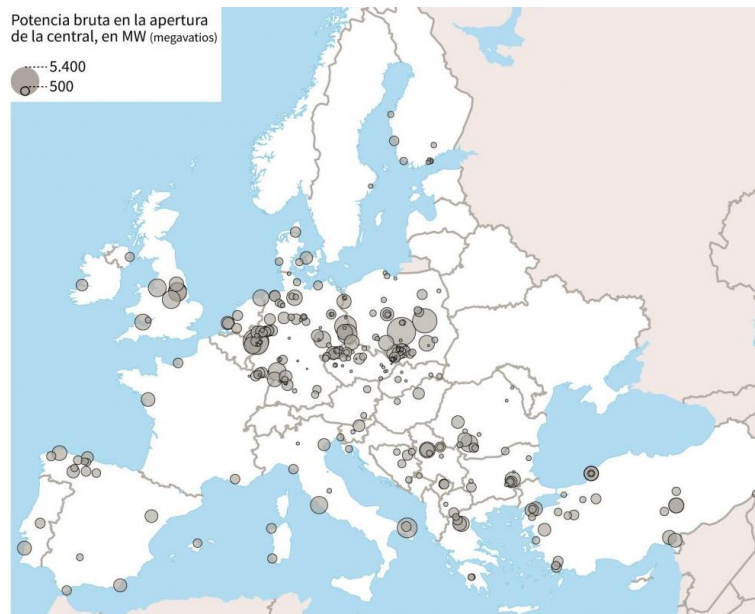 Potencia bruta en la apertura
de la central, en MW (megavatios)
5.400
500